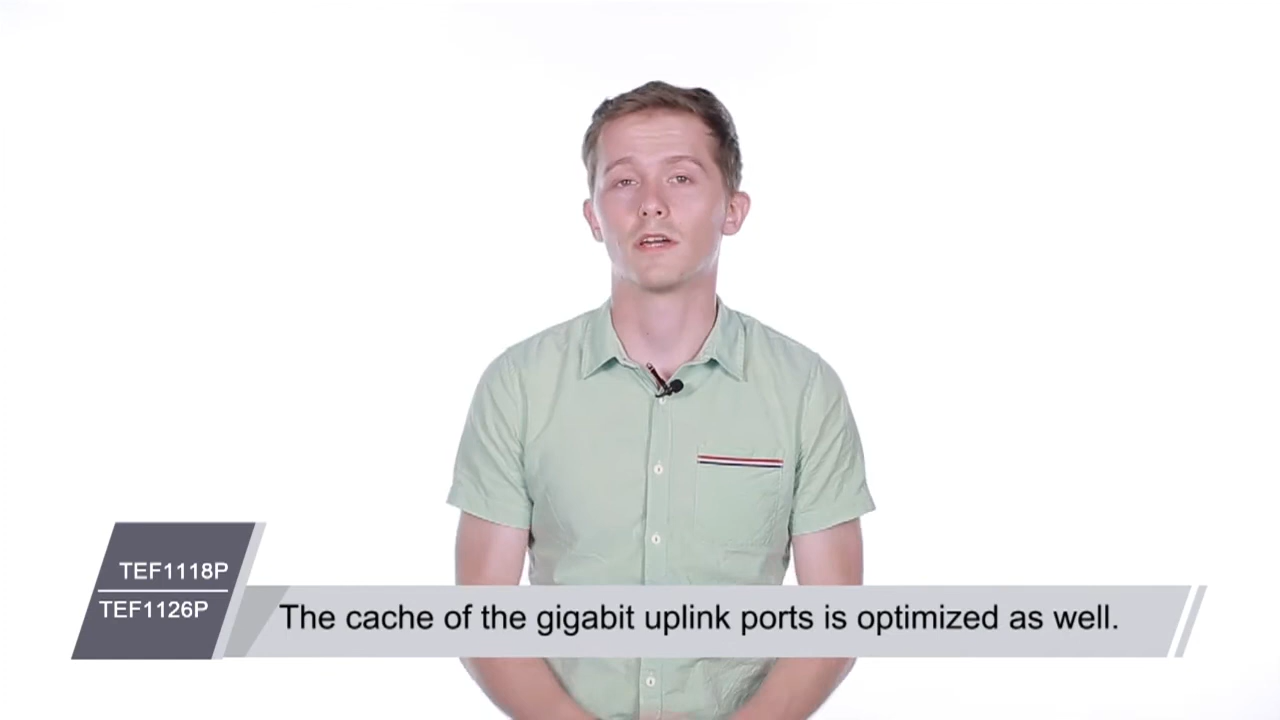 TEF1118P
TEF1126P
The cache of the gigabit uplink ports is optimized as well.